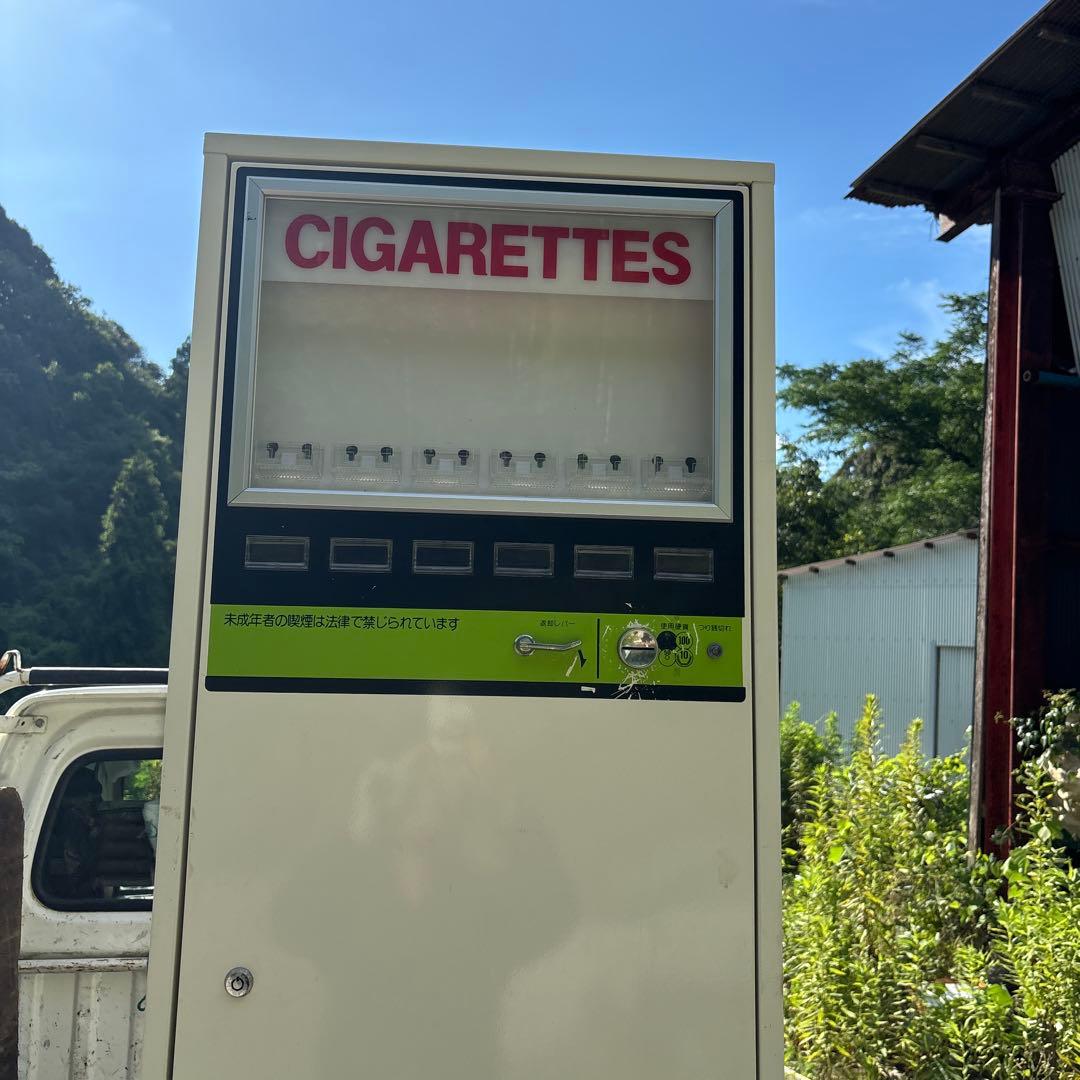 CIGARETTES
未成年者の喫煙は法律で禁じられています
返却レバー
使用硬貨
つり銭切れ
100
10